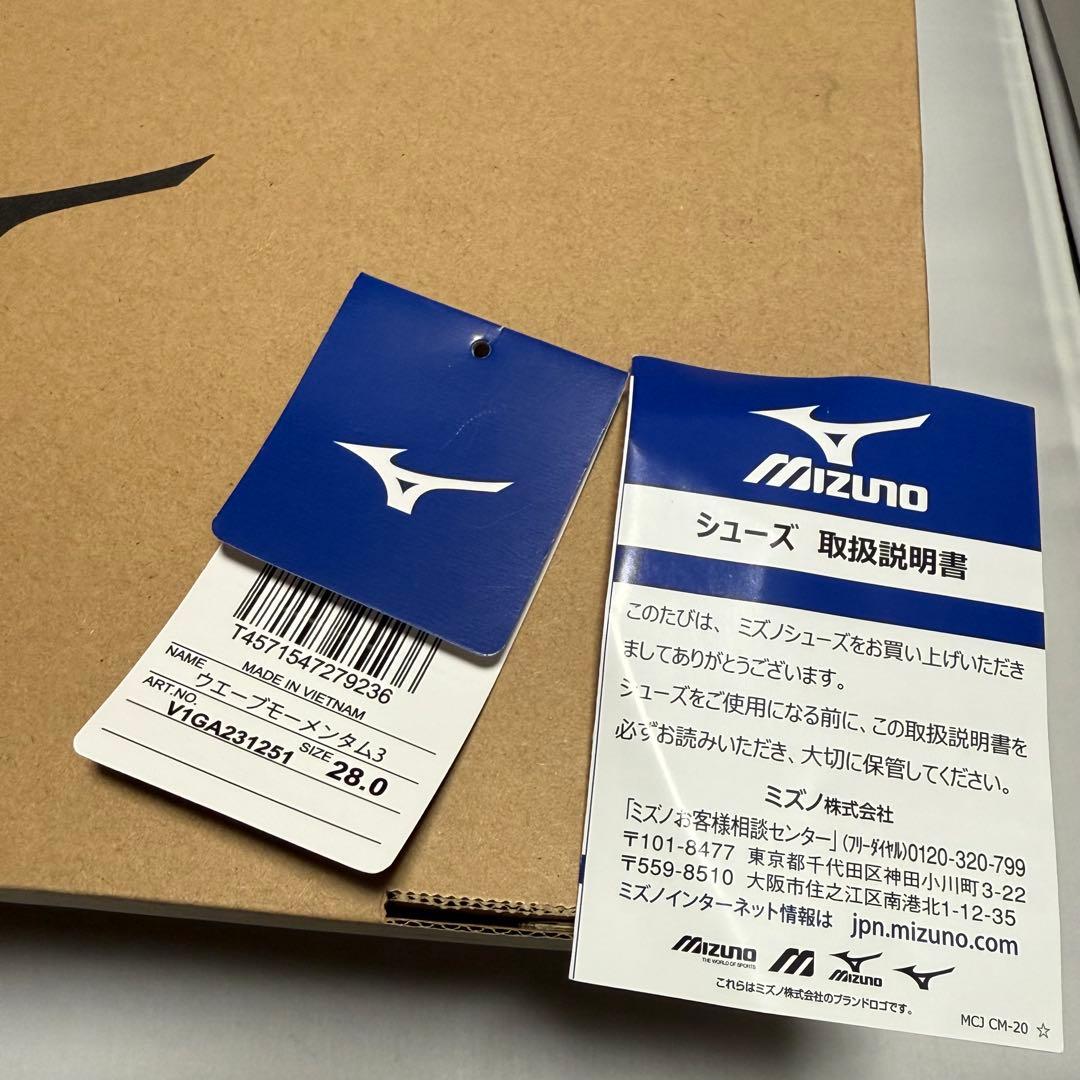 T4571547279236
MADE IN VIETNAM
NAME ウエーブモーメンタム3
ART.NO. V1GA231251 SIZE 28.0
MIZUNO
シューズ 取扱説明書
このたびは、ミズノシューズをお買い上げいただき
ましてありがとうございます。
シューズをご使用になる前に、この取扱説明書を
必ずお読みいただき、大切に保管してください。
ミズノ株式会社
「ミズノお客様相談センター」(フリーダイヤル)0120-320-799
〒101-8477 東京都千代田区神田小川町3-22
〒559-8510 大阪市住之江区南港北1-12-35
ミズノインターネット情報は jpn.mizuno.com
MIZUNO
THE WORLD OF SPORTS
MIZUNO
これらはミズノ株式会社のブランドロゴです。
MCJ CM-20 ☆